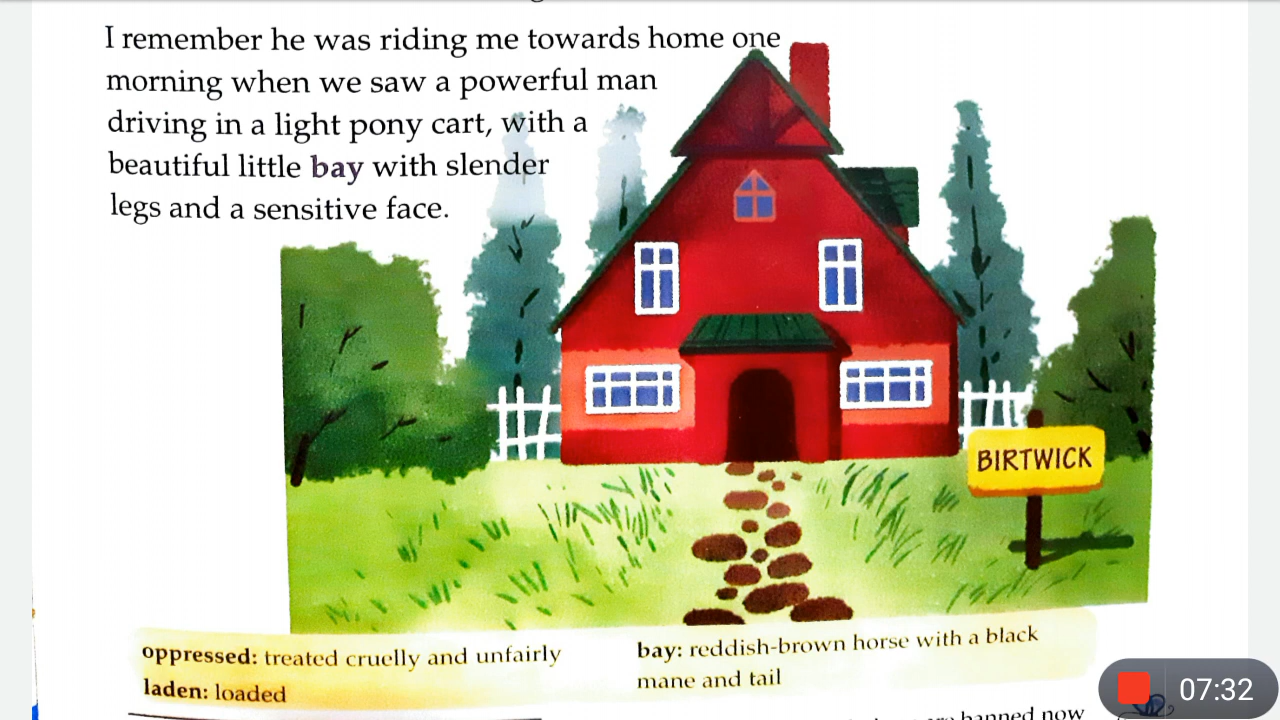 I remember he was riding me towards home one
morning when we saw a powerful man
driving in a light pony cart, with a
beautiful little bay with slender
legs and a sensitive face.
BIRTWICK
oppressed: treated cruelly and unfairly
laden: loaded
bay: reddish-brown horse with a black
mane and tail
banned now
07:32